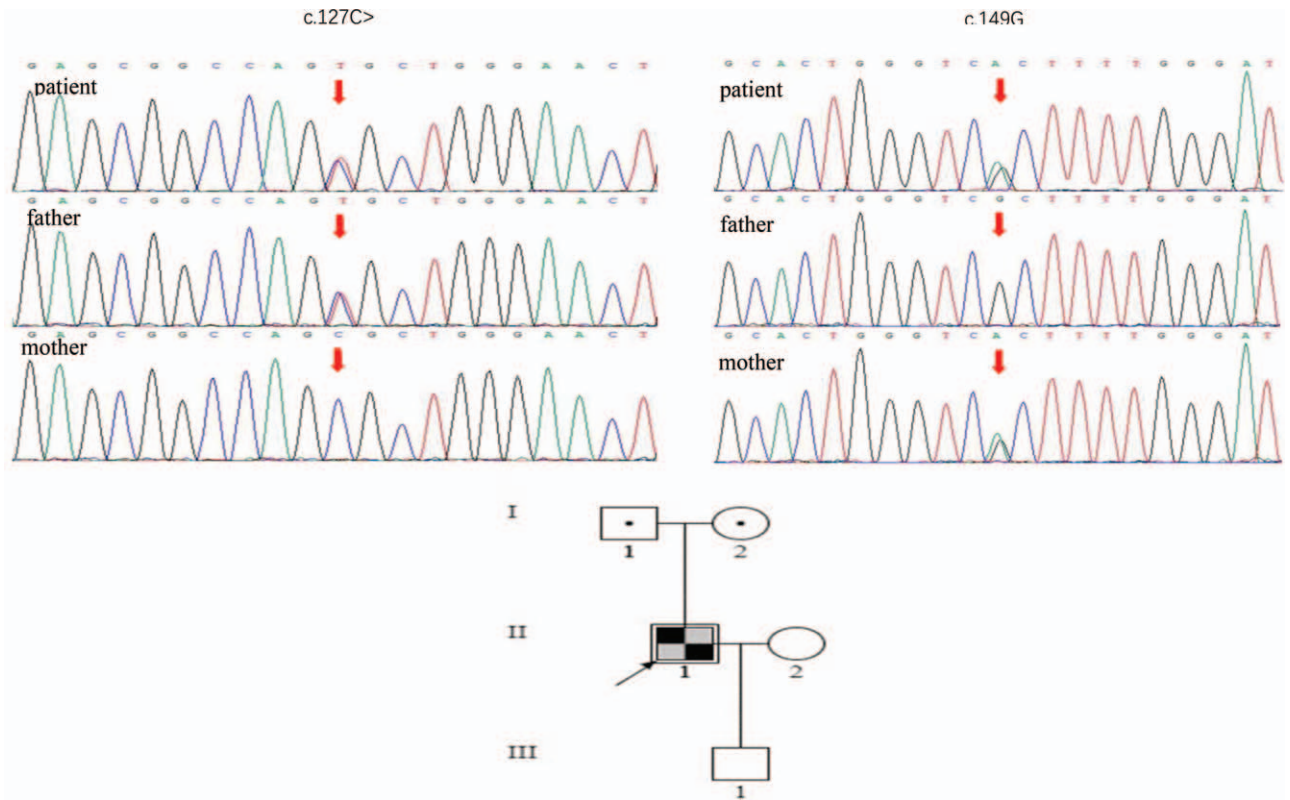 c.127C>
c.149G
G A G C G G C C A G T G C T G G G A A C T
patient
G A G C G G C C A G T G C T G G G A A C T
father
G A G C G G C C A G C G C T G G G A A C T
mother
G C A C T G G G T C A C T T T T G G G A T
patient
G C A C T G G G T C G C T T T T G G G A T
father
G C A C T G G G T C A C T T T T G G G A T
mother
I
1 2
II
1 2
III
1